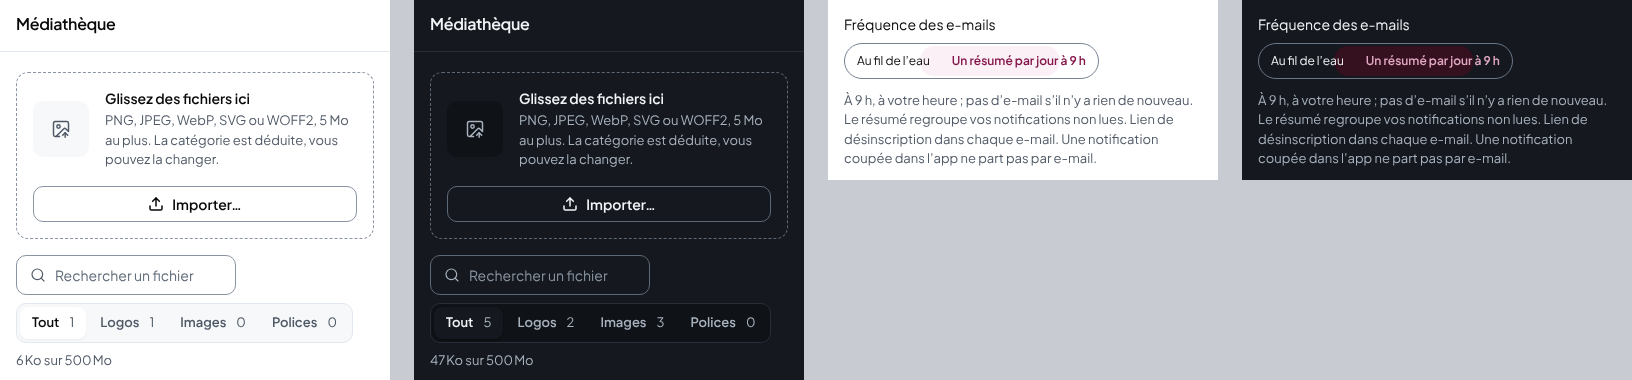 Médiathèque
Glissez des fichiers ici
PNG, JPEG, WebP, SVG ou WOFF2, 5 Mo
au plus. La catégorie est déduite, vous
pouvez la changer.
Importer…
Rechercher un fichier
Tout 1 Logos 1 Images 0 Polices 0
6 Ko sur 500 Mo
Médiathèque
Glissez des fichiers ici
PNG, JPEG, WebP, SVG ou WOFF2, 5 Mo
au plus. La catégorie est déduite, vous
pouvez la changer.
Importer…
Rechercher un fichier
Tout 5 Logos 2 Images 3 Polices 0
47 Ko sur 500 Mo
Fréquence des e-mails
Au fil de l’eau Un résumé par jour à 9 h
À 9 h, à votre heure ; pas d’e-mail s’il n’y a rien de nouveau.
Le résumé regroupe vos notifications non lues. Lien de
désinscription dans chaque e-mail. Une notification
coupée dans l’app ne part pas par e-mail.
Fréquence des e-mails
Au fil de l’eau Un résumé par jour à 9 h
À 9 h, à votre heure ; pas d’e-mail s’il n’y a rien de nouveau.
Le résumé regroupe vos notifications non lues. Lien de
désinscription dans chaque e-mail. Une notification
coupée dans l’app ne part pas par e-mail.